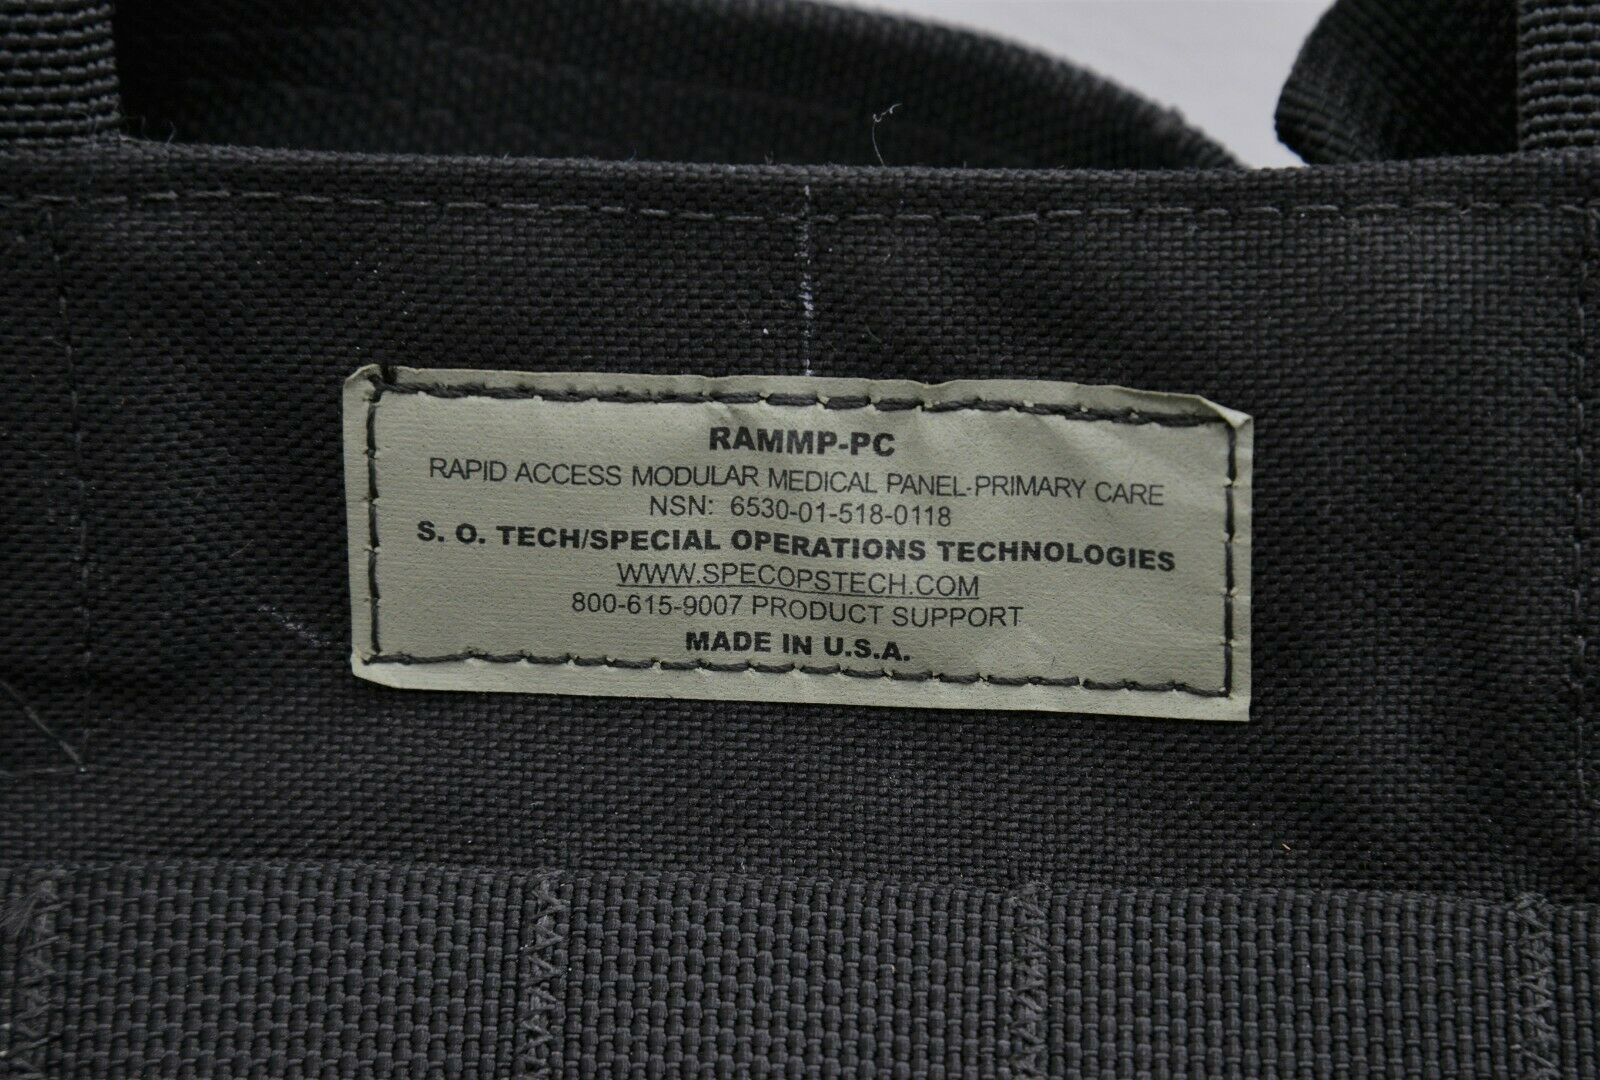 RAMMP-PC
RAPID ACCESS MODULAR MEDICAL PANEL-PRIMARY CARE
NSN: 6530-01-518-0118
S. O. TECH/SPECIAL OPERATIONS TECHNOLOGIES
WWW.SPECOPSTECH.COM
800-615-9007 PRODUCT SUPPORT
MADE IN U.S.A.